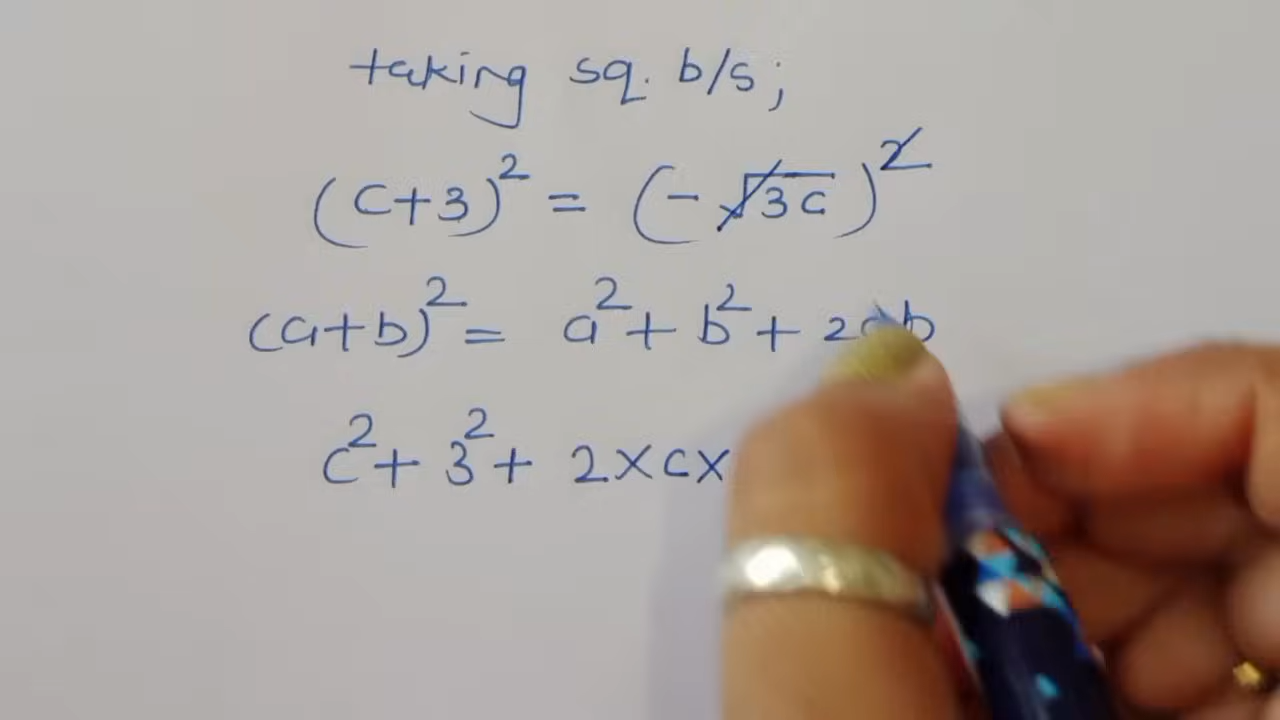 taking sq. b/s;
(c+3)² = (-√3c)²
(a+b)² = a² + b² + 2ab
c² + 3² + 2×c×